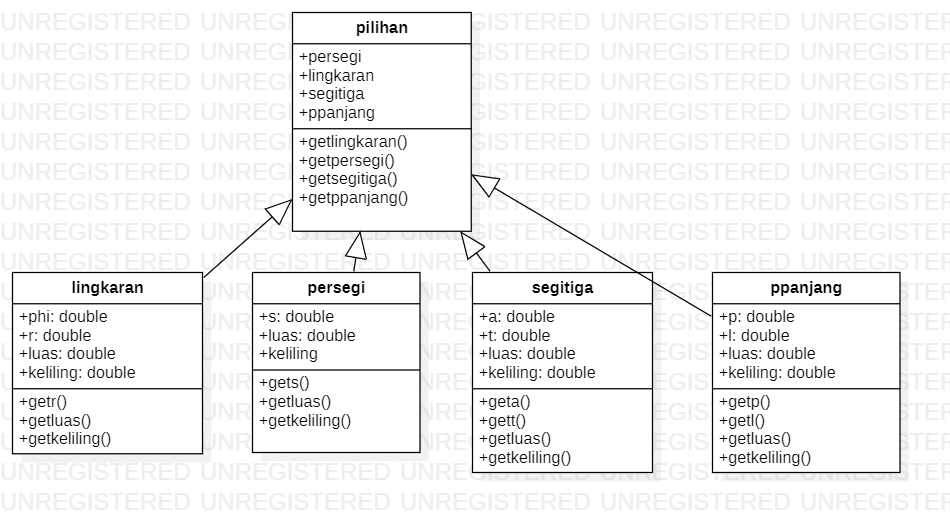 pilihan
+persegi
+lingkaran
+segitiga
+ppanjang
+getlingkaran()
+getpersegi()
+getsegitiga()
+getppanjang()
lingkaran
+phi: double
+r: double
+luas: double
+keliling: double
+getr()
+getluas()
+getkeliling()
persegi
+s: double
+luas: double
+keliling
+gets()
+getluas()
+getkeliling()
segitiga
+a: double
+t: double
+luas: double
+keliling: double
+geta()
+gett()
+getluas()
+getkeliling()
ppanjang
+p: double
+l: double
+luas: double
+keliling: double
+getp()
+getl()
+getluas()
+getkeliling()
UNREGISTERED